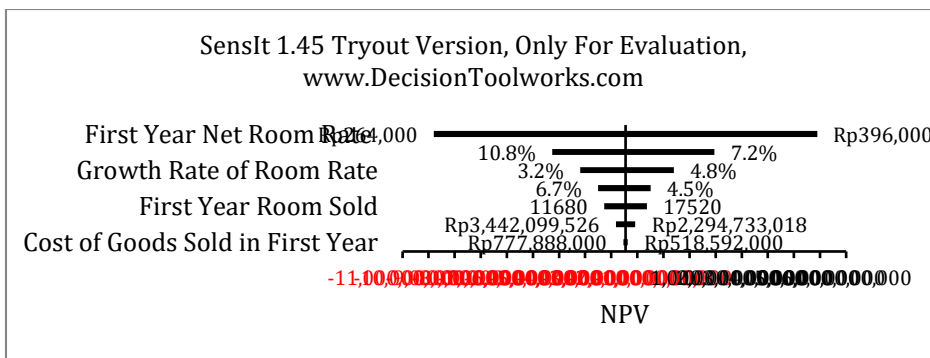 SensIt 1.45 Tryout Version, Only For Evaluation,
www.DecisionToolworks.com
First Year Net Room Rate Rp264,000 Rp396,000
10.8% 7.2%
Growth Rate of Room Rate 3.2% 4.8%
6.7% 4.5%
First Year Room Sold 11680 17520
Rp3,442,099,526 Rp2,294,733,018
Cost of Goods Sold in First Year Rp777,888,000 Rp518,592,000
NPV